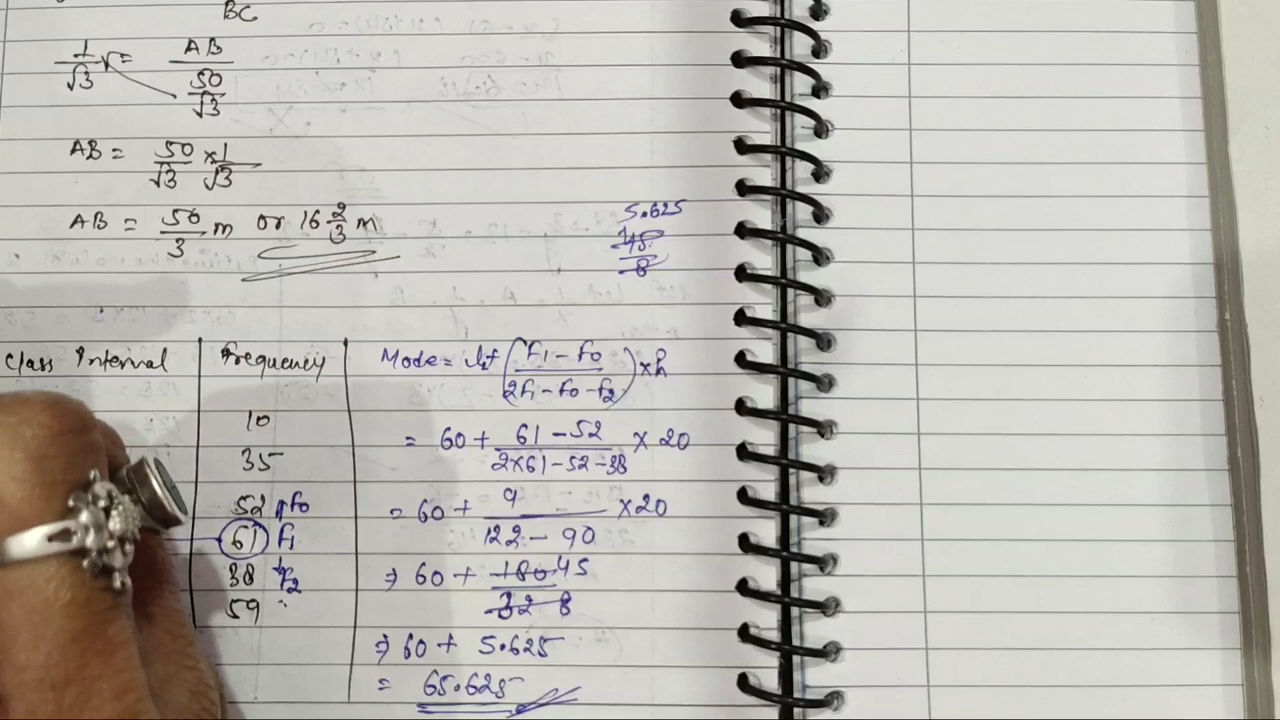 BC
1/√3 = AB / 50/√3
AB = 50/√3 × 1/√3
AB = 50/3 m or 16 2/3 m
5.625
45
8
Class Interval Frequency
10
35
52 f0
61 f1
38 f2
59
Mode = l + (f1 - f0 / 2f1 - f0 - f2) × h
= 60 + 61 - 52 / 2×61 - 52 - 38 × 20
= 60 + 9 / 122 - 90 × 20
⇒ 60 + 180 45 / 32 8
⇒ 60 + 5.625
= 65.625